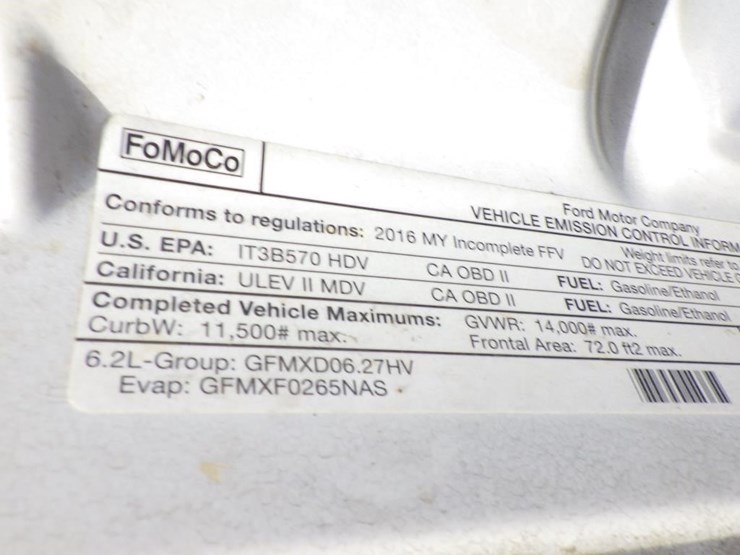 FoMoCo
Ford Motor Company
VEHICLE EMISSION CONTROL INFORM
Conforms to regulations: 2016 MY Incomplete FFV
Weight limits refer to
DO NOT EXCEED VEHICLE G
U.S. EPA: IT3B570 HDV CA OBD II FUEL: Gasoline/Ethanol
California: ULEV II MDV CA OBD II FUEL: Gasoline/Ethanol
Completed Vehicle Maximums: GVWR: 14,000# max.
CurbW: 11,500# max. Frontal Area: 72.0 ft2 max.
6.2L-Group: GFMXD06.27HV
Evap: GFMXF0265NAS